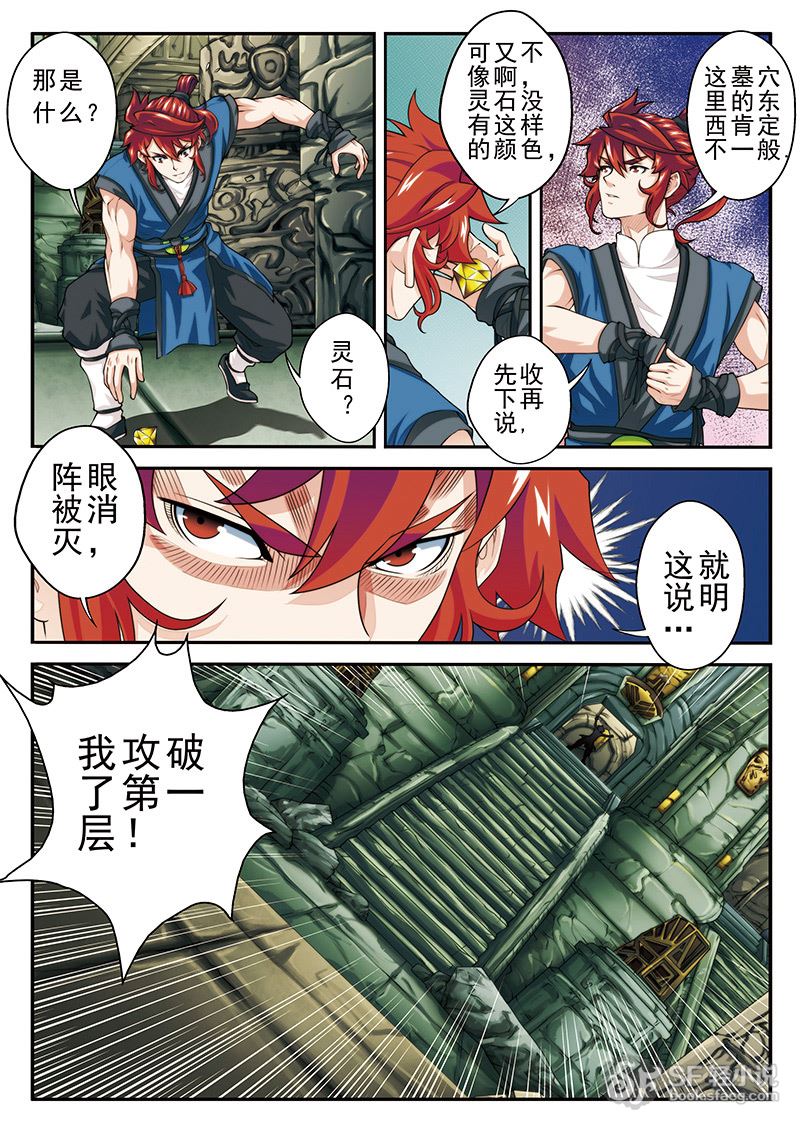 那是
什么？
灵
石？
可又不
像啊，
灵石没
有这样
的颜色，
先收
下再
说，
这墓穴
里的东
西肯定
不一般
阵眼
被消
灭，
这就
说明
...
我攻破
了第一
层！
SF轻小说
book.sfacg.com